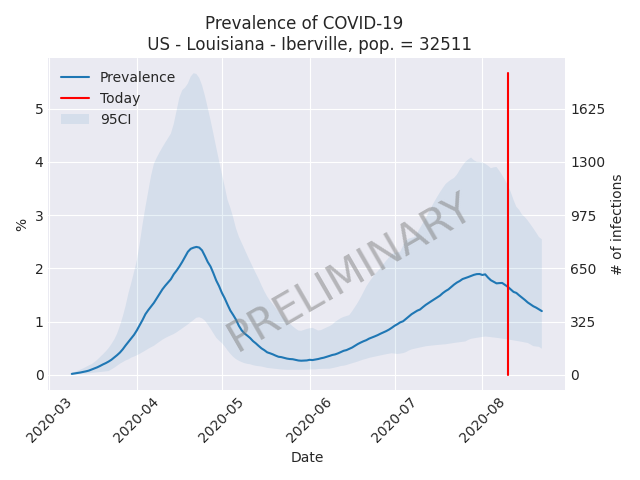 Prevalence of COVID-19
US - Louisiana - Iberville, pop. = 32511
Prevalence
Today
95CI
5
4
3
2
1
0
%
1625
1300
975
650
325
0
# of infections
PRELIMINARY
2020-03
2020-04
2020-05
2020-06
2020-07
2020-08
Date